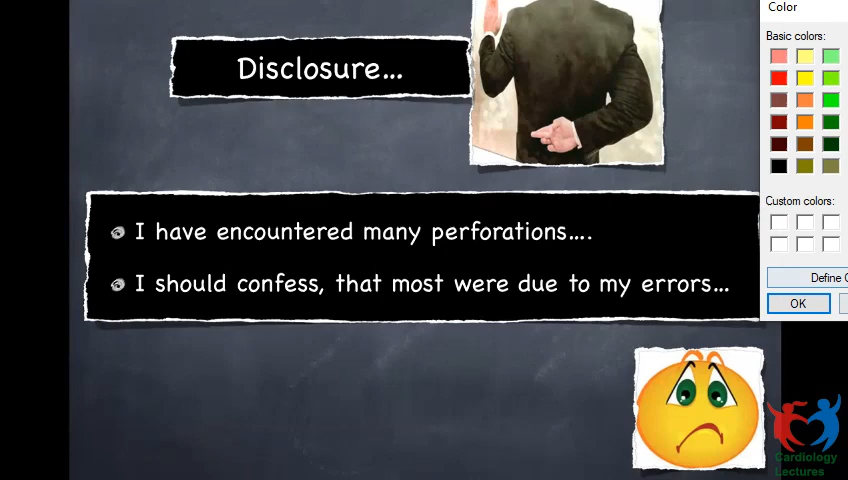 Disclosure...
Color
Basic colors:
I have encountered many perforations....
I should confess, that most were due to my errors...
Custom colors:
OK
Cardiology
Lectures